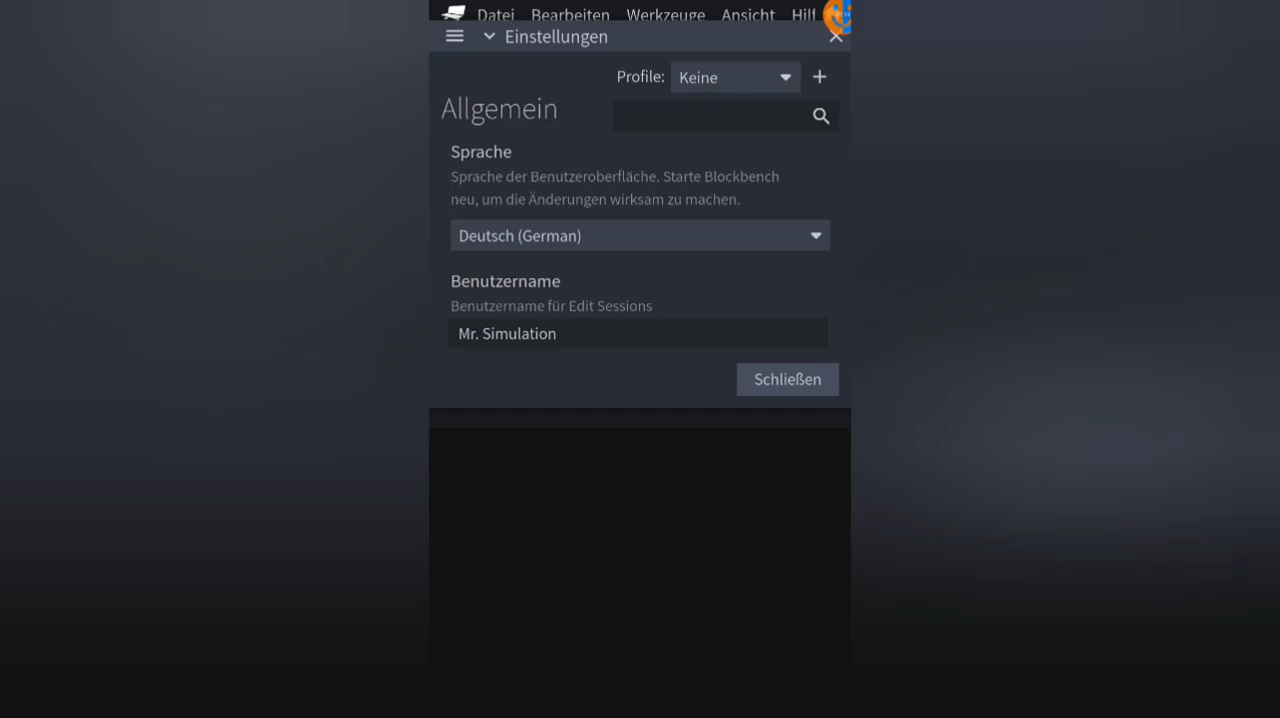 Datei Bearbeiten Werkzeuge Ansicht Hilf
Einstellungen
Profile: Keine
Allgemein
Sprache
Sprache der Benutzeroberfläche. Starte Blockbench
neu, um die Änderungen wirksam zu machen.
Deutsch (German)
Benutzername
Benutzername für Edit Sessions
Mr. Simulation
Schließen